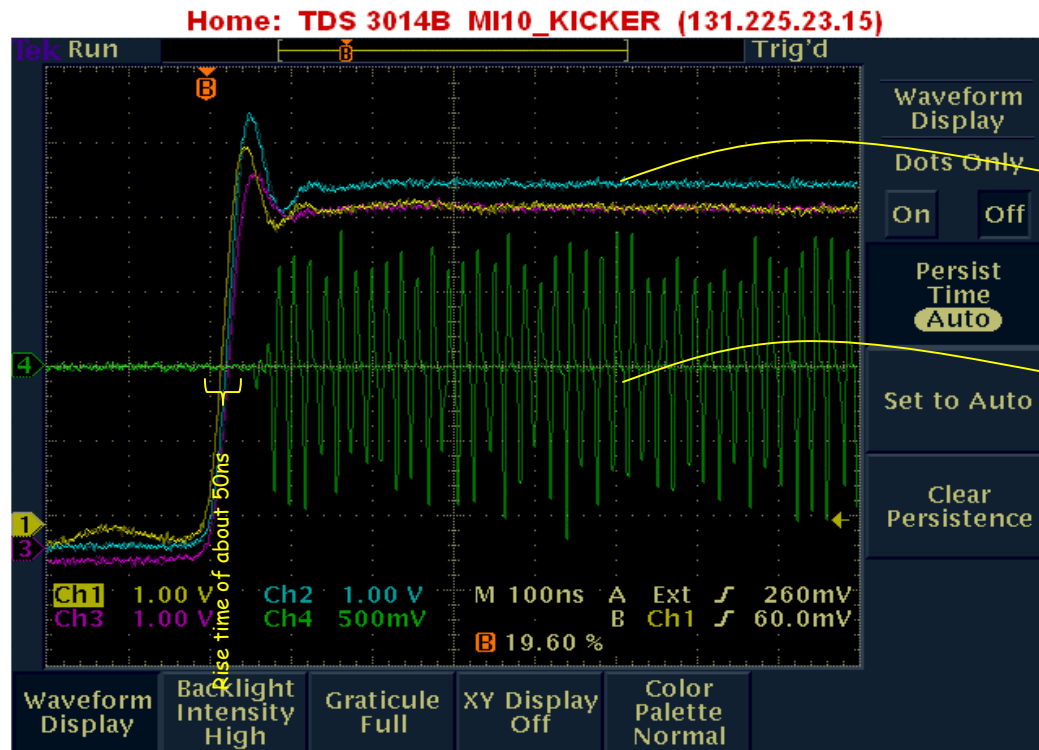 Home: TDS 3014B MI10_KICKER (131.225.23.15)
Tek Run Trig'd
B
B
Waveform
Display
Dots Only
On Off
Persist
Time
Auto
4
Set to Auto
Rise time of about 50ns
Clear
Persistence
1
3
Ch1 1.00 V Ch2 1.00 V M 100ns A Ext 260mV
Ch3 1.00 V Ch4 500mV B Ch1 60.0mV
B 19.60 %
Waveform
Display
Backlight
Intensity
High
Graticule
Full
XY Display
Off
Color
Palette
Normal